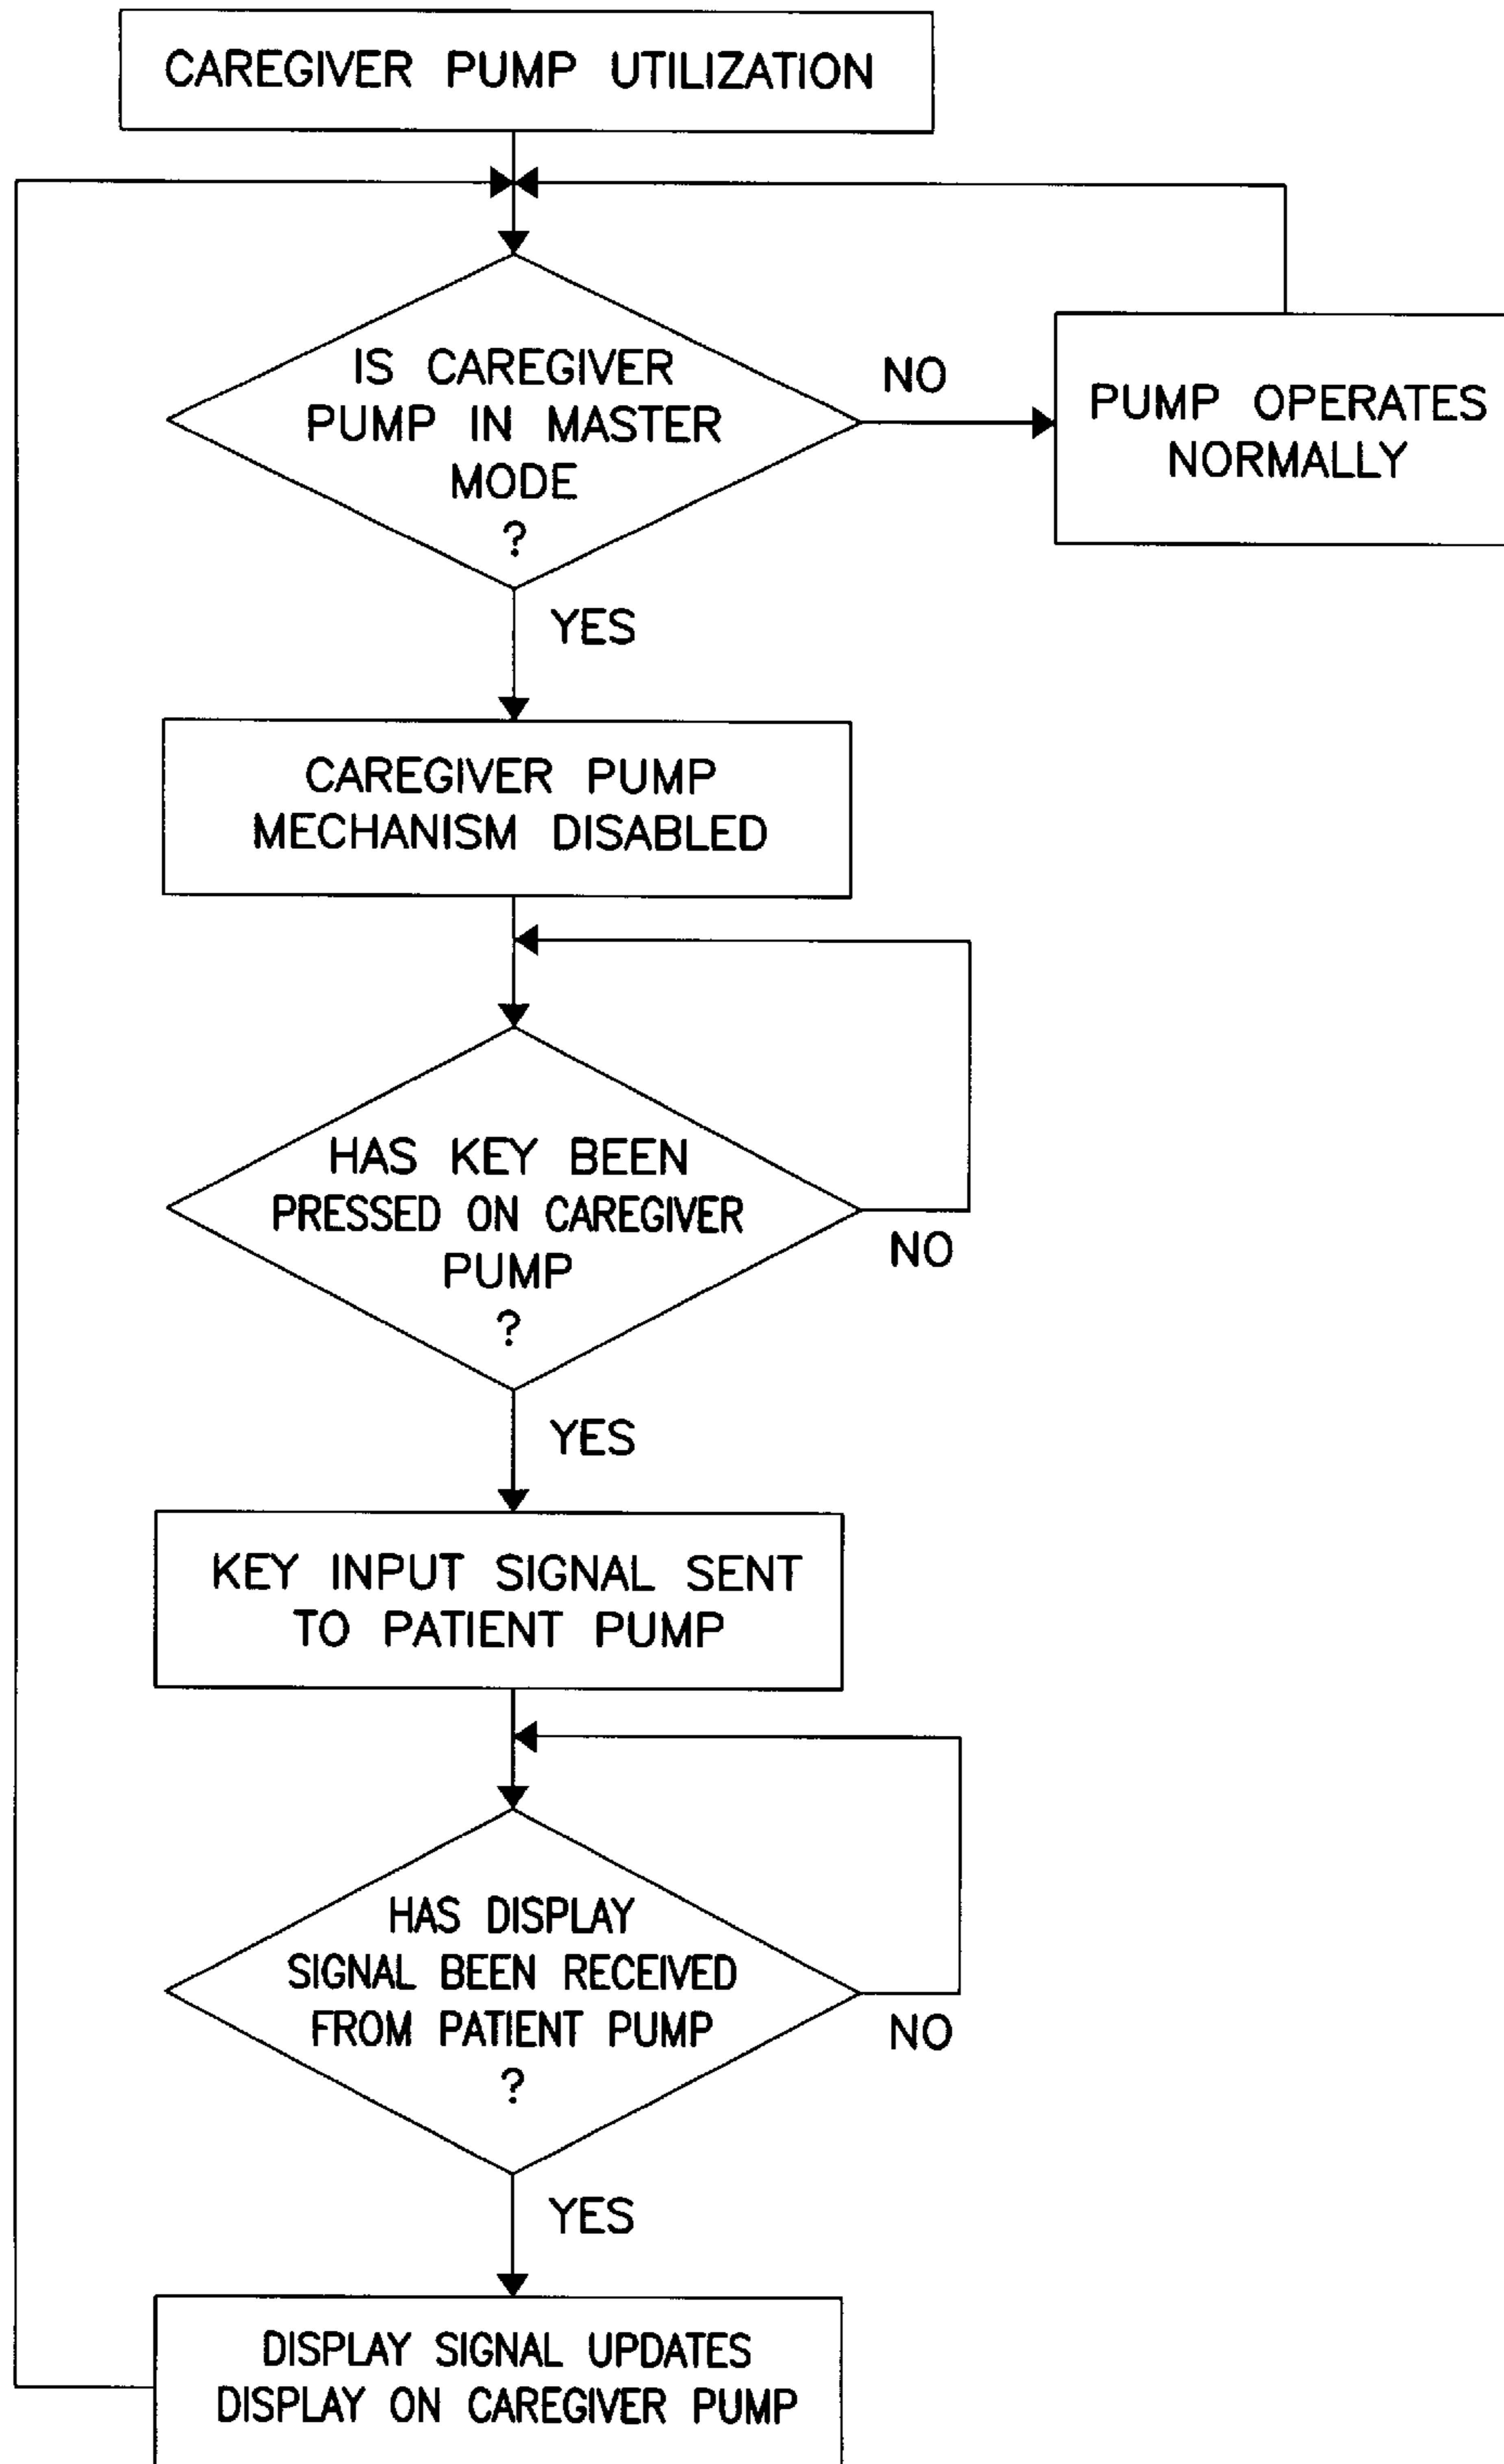 CAREGIVER PUMP UTILIZATION
IS CAREGIVER
PUMP IN MASTER
MODE
?
NO
PUMP OPERATES
NORMALLY
YES
CAREGIVER PUMP
MECHANISM DISABLED
HAS KEY BEEN
PRESSED ON CAREGIVER
PUMP
?
NO
YES
KEY INPUT SIGNAL SENT
TO PATIENT PUMP
HAS DISPLAY
SIGNAL BEEN RECEIVED
FROM PATIENT PUMP
?
NO
YES
DISPLAY SIGNAL UPDATES
DISPLAY ON CAREGIVER PUMP